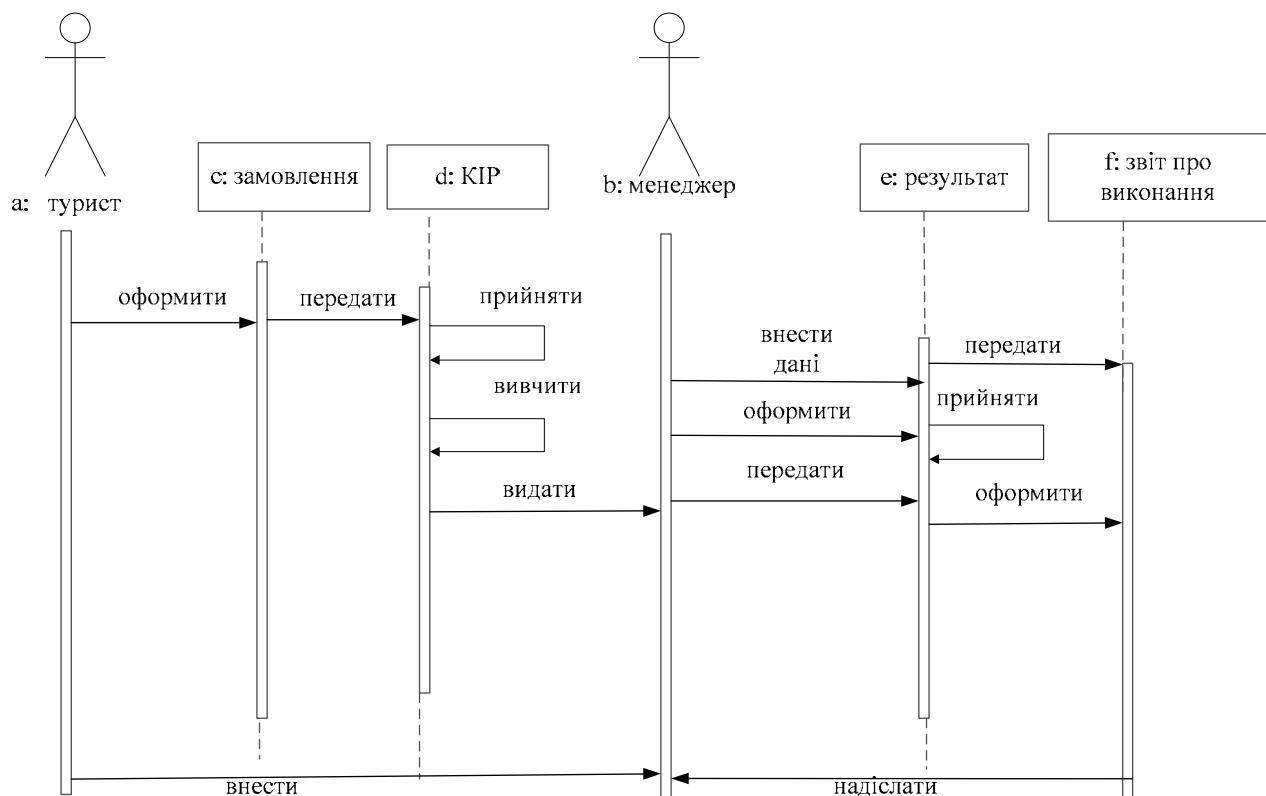 c: замовлення
d: КІР
b: менеджер
e: результат
f: звіт про
виконання
a: турист
оформити
передати
прийняти
вивчити
видати
внести
дані
оформити
передати
передати
прийняти
оформити
внести
надіслати